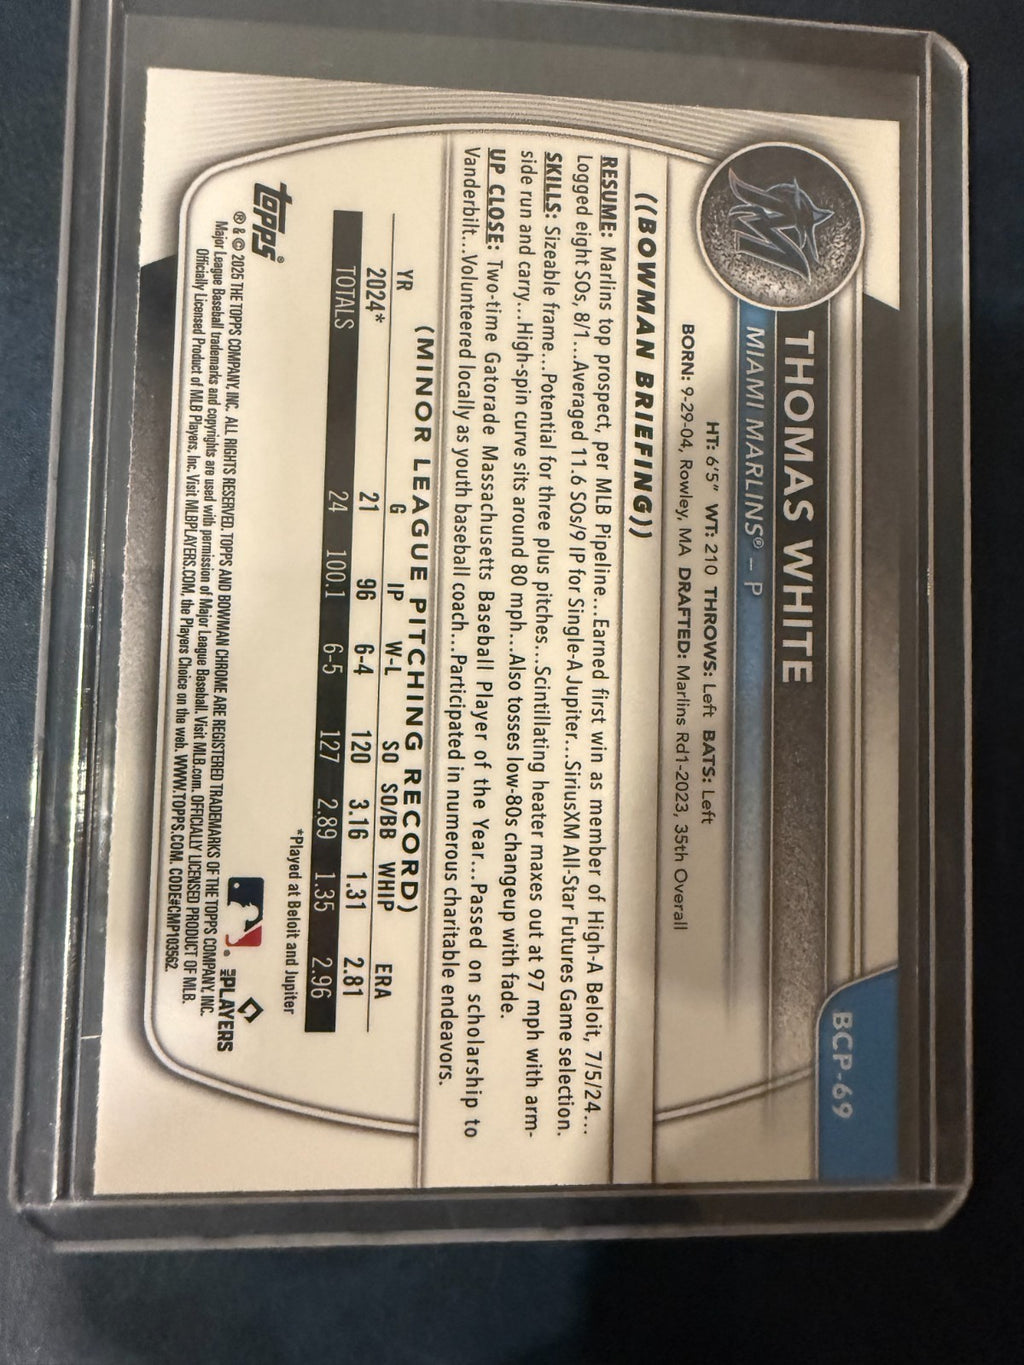 BCP-69
THOMAS WHITE
MIAMI MARLINS® – P
HT: 6'5" WT: 210 THROWS: Left BATS: Left
BORN: 9-29-04, Rowley, MA DRAFTED: Marlins Rd1-2023, 35th Overall
((BOWMAN BRIEFING))
RESUME: Marlins top prospect, per MLB Pipeline...Earned first win as member of High-A Beloit, 7/5/24...
Logged eight SOs, 8/1...Averaged 11.6 SOs/9 IP for Single-A Jupiter...SiriusXM All-Star Futures Game selection.
SKILLS: Sizeable frame...Potential for three plus pitches...Scintillating heater maxes out at 97 mph with arm-
side run and carry...High-spin curve sits around 80 mph...Also tosses low-80s changeup with fade.
UP CLOSE: Two-time Gatorade Massachusetts Baseball Player of the Year...Passed on scholarship to
Vanderbilt...Volunteered locally as youth baseball coach...Participated in numerous charitable endeavors.
(MINOR LEAGUE PITCHING RECORD)
YR G IP W-L SO SO/BB WHIP ERA
2024* 21 96 6-4 120 3.16 1.31 2.81
TOTALS 24 100.1 6-5 127 2.89 1.35 2.96
*Played at Beloit and Jupiter
topps®
MLB PLAYERS
® & © 2025 THE TOPPS COMPANY, INC. ALL RIGHTS RESERVED. TOPPS AND BOWMAN CHROME ARE REGISTERED TRADEMARKS OF THE TOPPS COMPANY, INC.
Major League Baseball trademarks and copyrights are used with permission of Major League Baseball. Visit MLB.com. OFFICIALLY LICENSED PRODUCT OF MLB.
Officially Licensed Product of MLB Players, Inc. Visit MLBPLAYERS.COM, the Players Choice on the web. WWW.TOPPS.COM. CODE#CMP103562